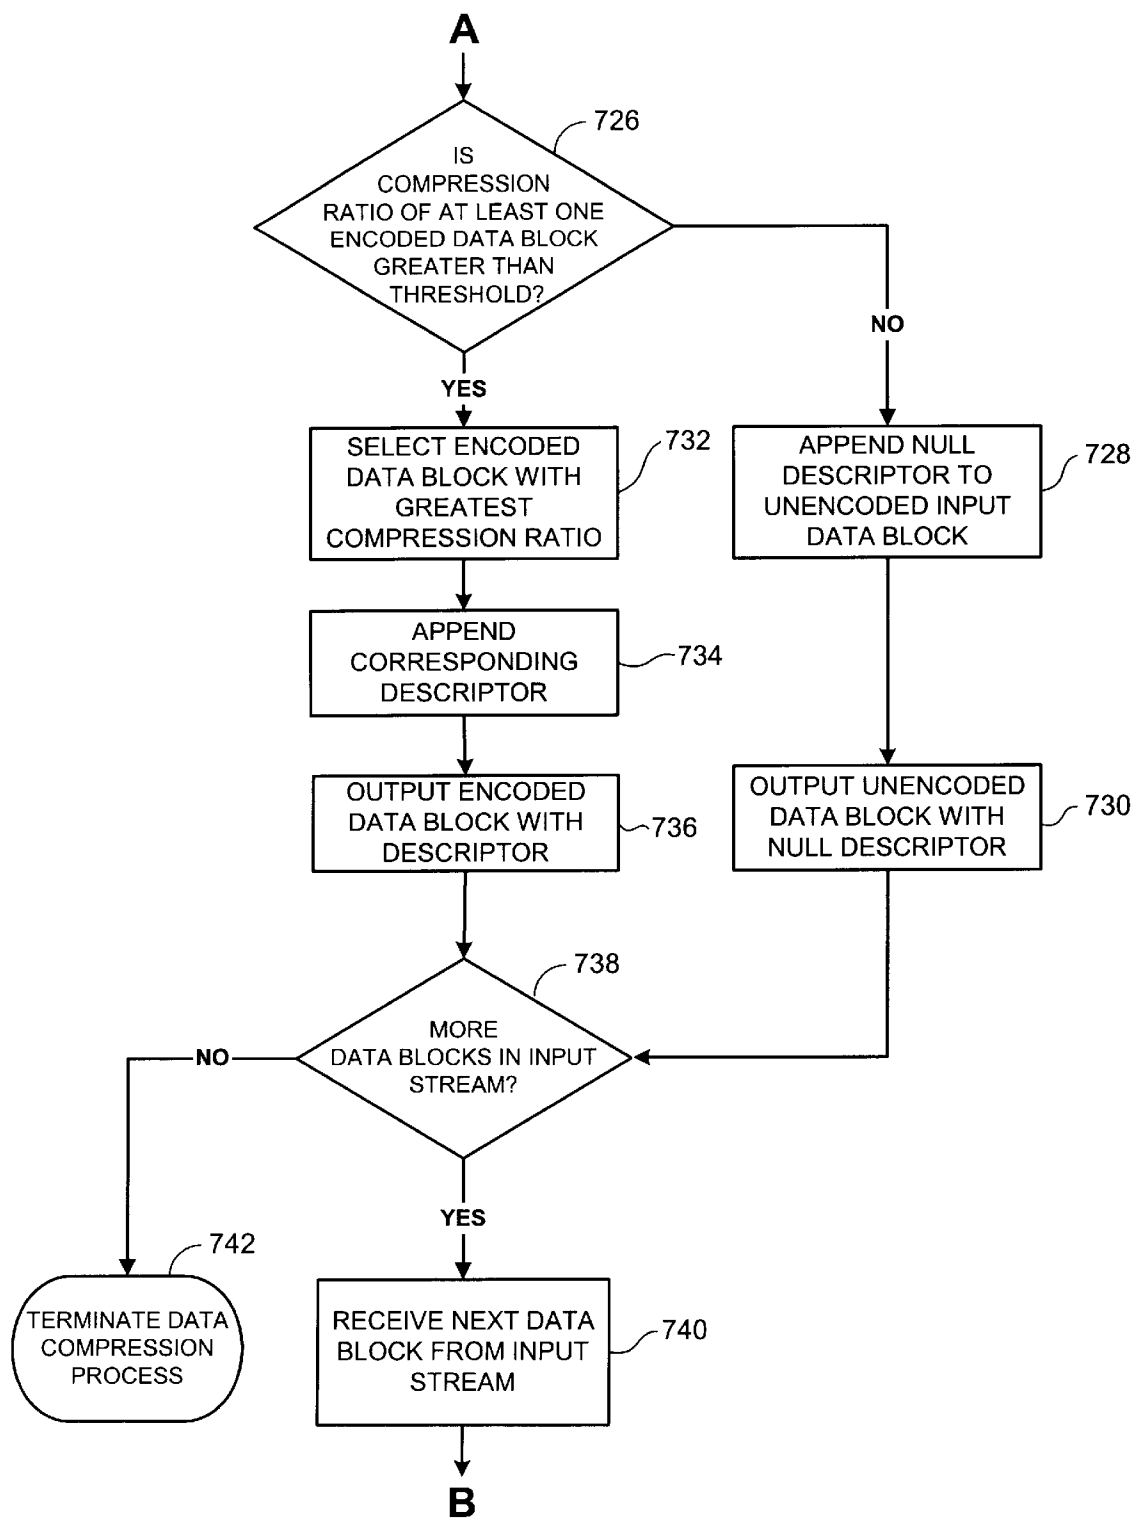 A
726
IS
COMPRESSION
RATIO OF AT LEAST ONE
ENCODED DATA BLOCK
GREATER THAN
THRESHOLD?
NO
YES
SELECT ENCODED
DATA BLOCK WITH
GREATEST
COMPRESSION RATIO
732
APPEND NULL
DESCRIPTOR TO
UNENCODED INPUT
DATA BLOCK
728
APPEND
CORRESPONDING
DESCRIPTOR
734
OUTPUT ENCODED
DATA BLOCK WITH
DESCRIPTOR
736
OUTPUT UNENCODED
DATA BLOCK WITH
NULL DESCRIPTOR
730
738
MORE
DATA BLOCKS IN INPUT
STREAM?
NO
YES
742
TERMINATE DATA
COMPRESSION
PROCESS
RECEIVE NEXT DATA
BLOCK FROM INPUT
STREAM
740
B